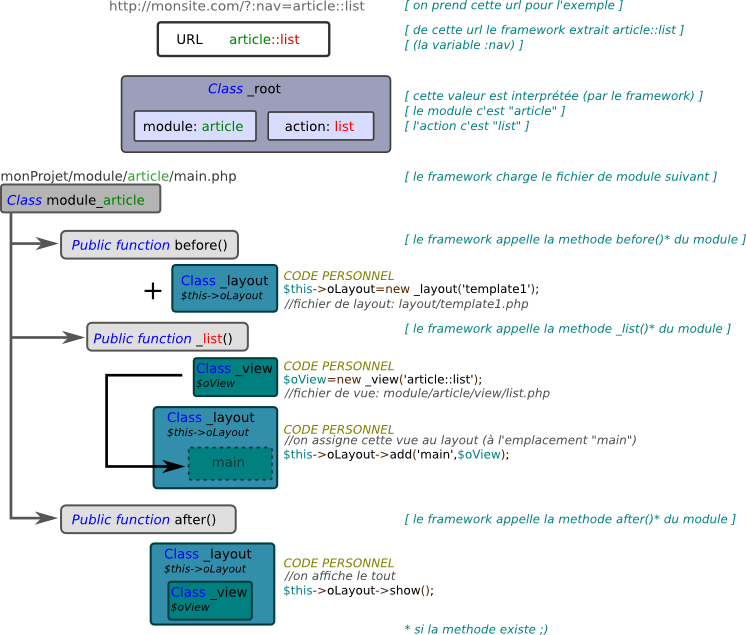 http://monsite.com/?:nav=article::list [ on prend cette url pour l'exemple ]
URL article::list [ de cette url le framework extrait article::list ]
[ (la variable :nav) ]
Class _root
[ cette valeur est interprétée (par le framework) ]
[ le module c'est "article" ]
module: article action: list [ l'action c'est "list" ]
monProjet/module/article/main.php [ le framework charge le fichier de module suivant ]
Class module_article
Public function before() [ le framework appelle la methode before()* du module ]
+
Class _layout
$this->oLayout
CODE PERSONNEL
$this->oLayout=new _layout('template1');
//fichier de layout: layout/template1.php
Public function _list() [ le framework appelle la methode _list()* du module ]
Class _view
$oView
CODE PERSONNEL
$oView=new _view('article::list');
//fichier de vue: module/article/view/list.php
Class _layout
$this->oLayout
main
CODE PERSONNEL
//on assigne cette vue au layout (à l'emplacement "main")
$this->oLayout->add('main',$oView);
Public function after() [ le framework appelle la methode after()* du module ]
Class _layout
$this->oLayout
Class _view
$oView
CODE PERSONNEL
//on affiche le tout
$this->oLayout->show();
* si la methode existe ;)